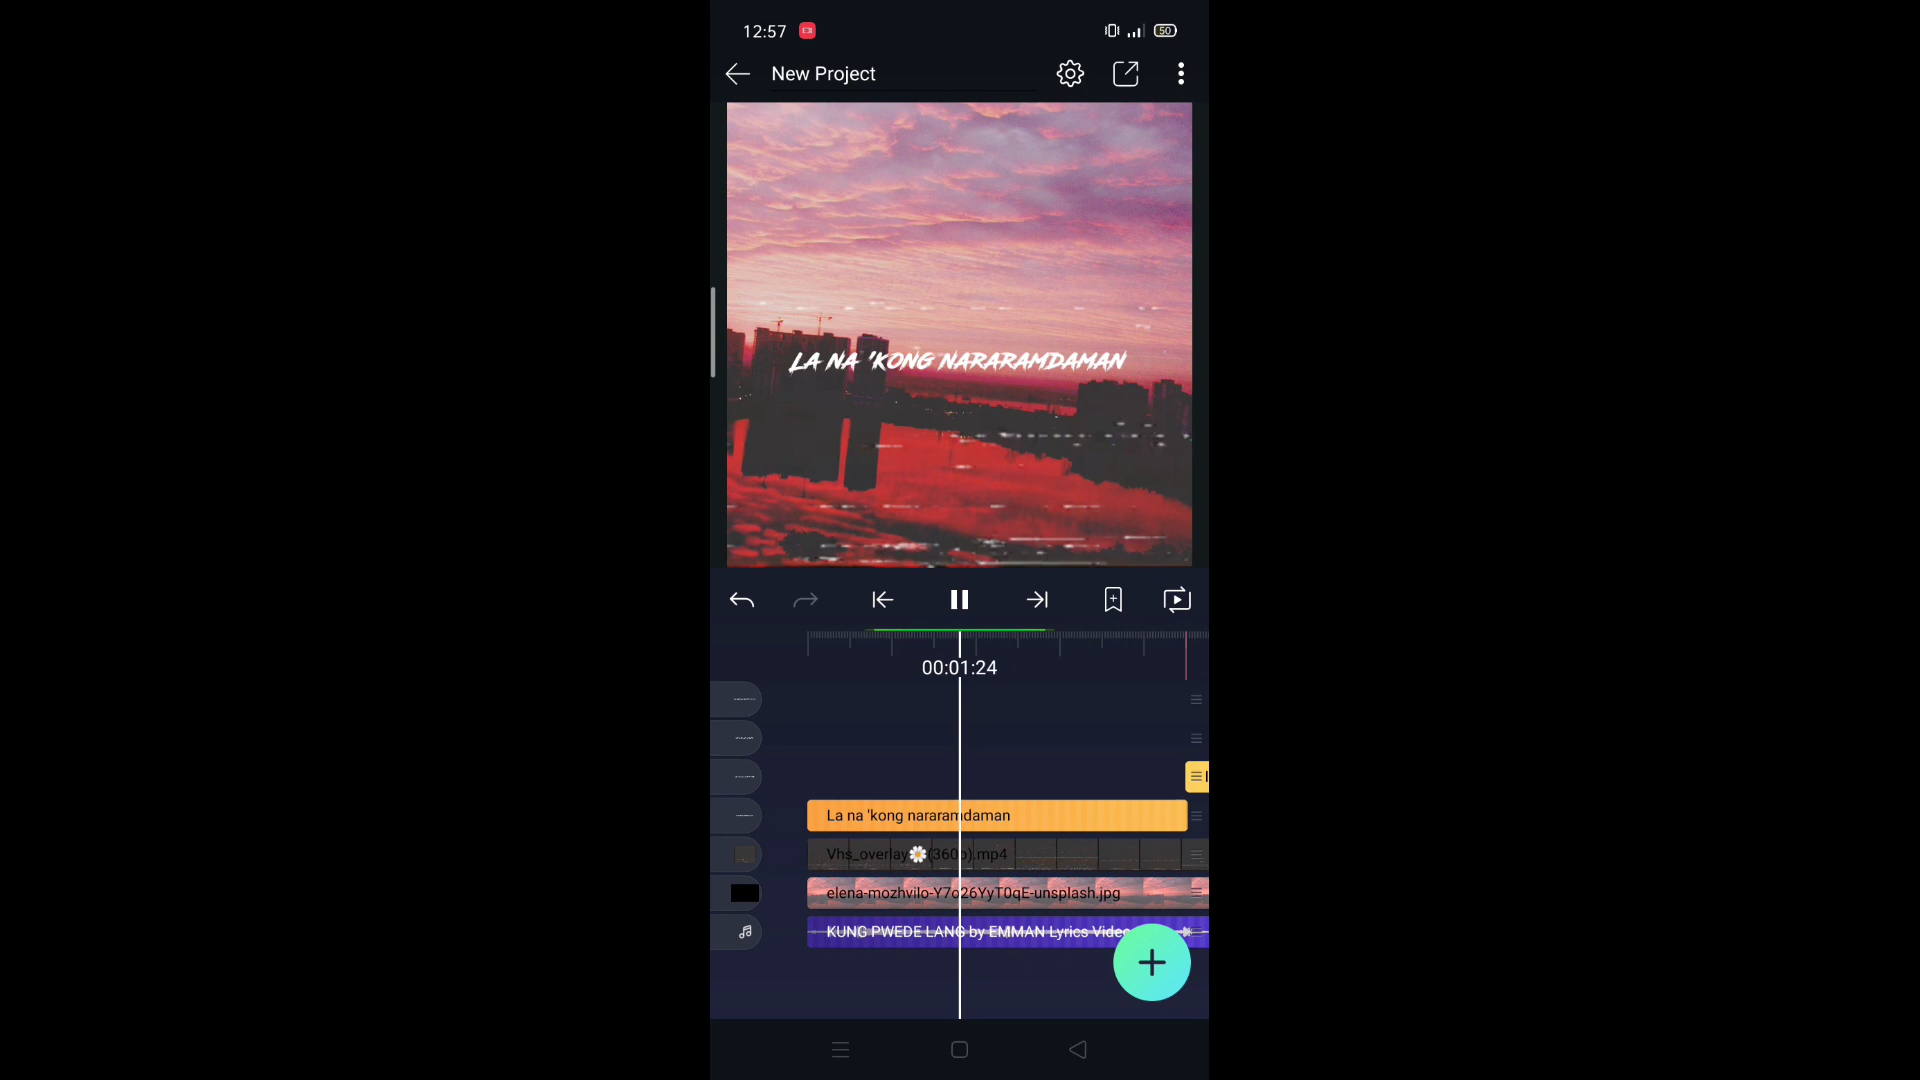 12:57
50
New Project
LA NA 'KONG NARARAMDAMAN
00:01:24
La na 'kong nararamdaman
Vhs_overlay🌼(360p).mp4
elena-mozhvilo-Y7o26YyT0qE-unsplash.jpg
KUNG PWEDE LANG by EMMAN Lyrics Video